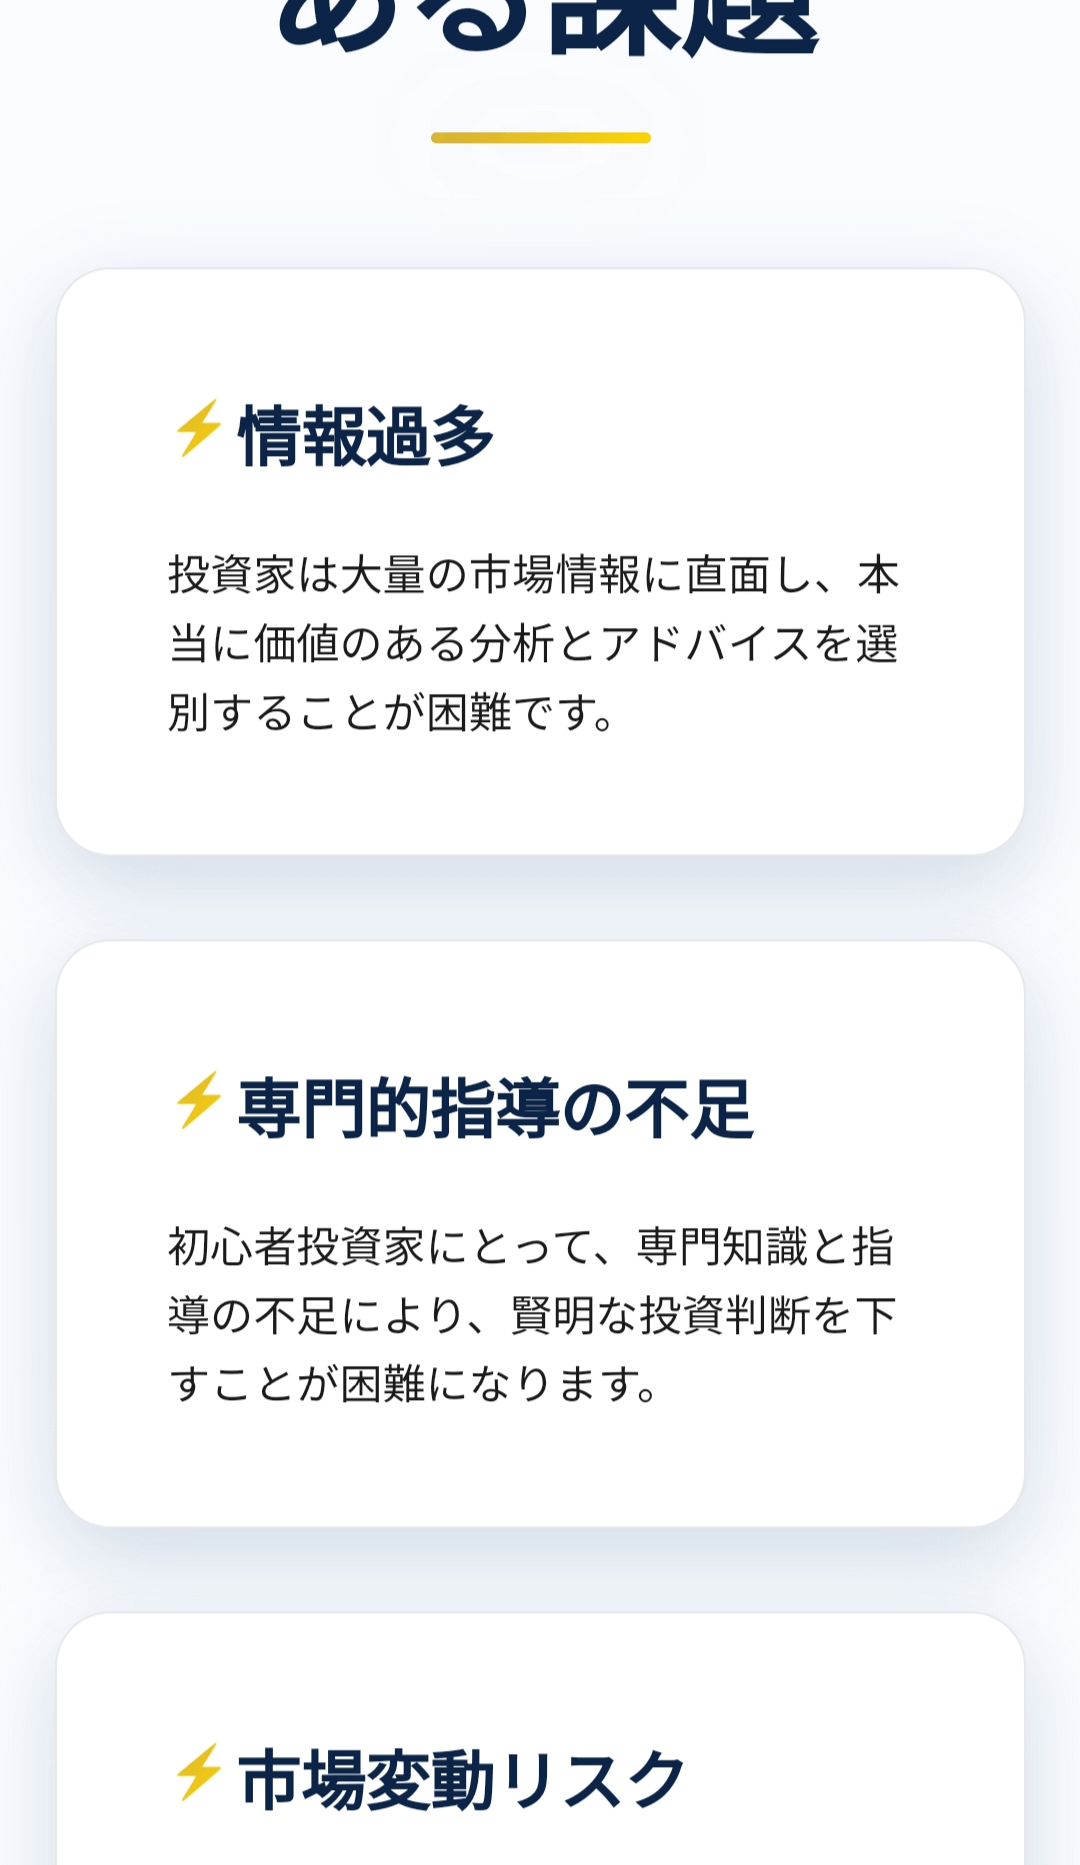 ある課題
⚡情報過多
投資家は大量の市場情報に直面し、本
当に価値のある分析とアドバイスを選
別することが困難です。
⚡専門的指導の不足
初心者投資家にとって、専門知識と指
導の不足により、賢明な投資判断を下
すことが困難になります。
⚡市場変動リスク